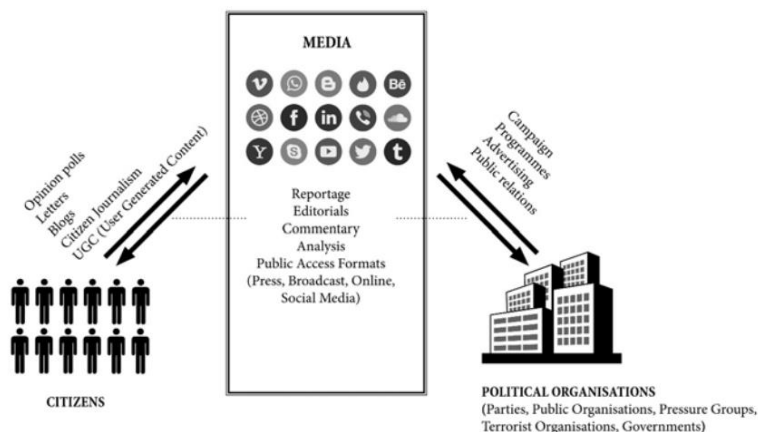 MEDIA
Bē
f
in
Y
S
t
Reportage
Editorials
Commentary
Analysis
Public Access Formats
(Press, Broadcast, Online,
Social Media)
Opinion polls
Letters
Blogs
Citizen Journalism
UGC (User Generated Content)
Campaign
Programmes
Advertising
Public relations
CITIZENS
POLITICAL ORGANISATIONS
(Parties, Public Organisations, Pressure Groups,
Terrorist Organisations, Governments)